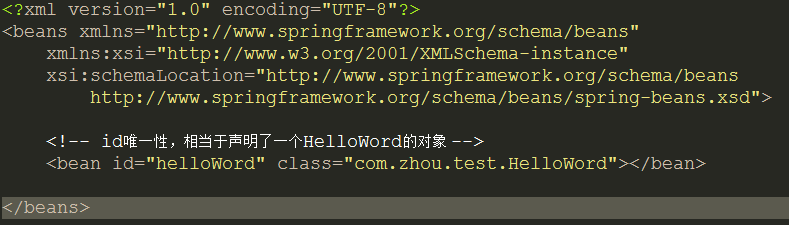 <?xml version="1.0" encoding="UTF-8"?>
<beans xmlns="http://www.springframework.org/schema/beans"
xmlns:xsi="http://www.w3.org/2001/XMLSchema-instance"
xsi:schemaLocation="http://www.springframework.org/schema/beans
http://www.springframework.org/schema/beans/spring-beans.xsd">
<!-- id唯一性，相当于声明了一个HelloWord的对象 -->
<bean id="helloWord" class="com.zhou.test.HelloWord"></bean>
</beans>